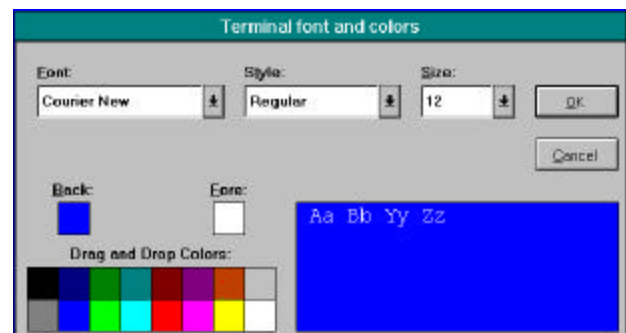 Terminal font and colors
Font: Style: Size:
Courier New Regular 12 OK
Cancel
Back: Fore:
Aa Bb Yy Zz
Drag and Drop Colors: